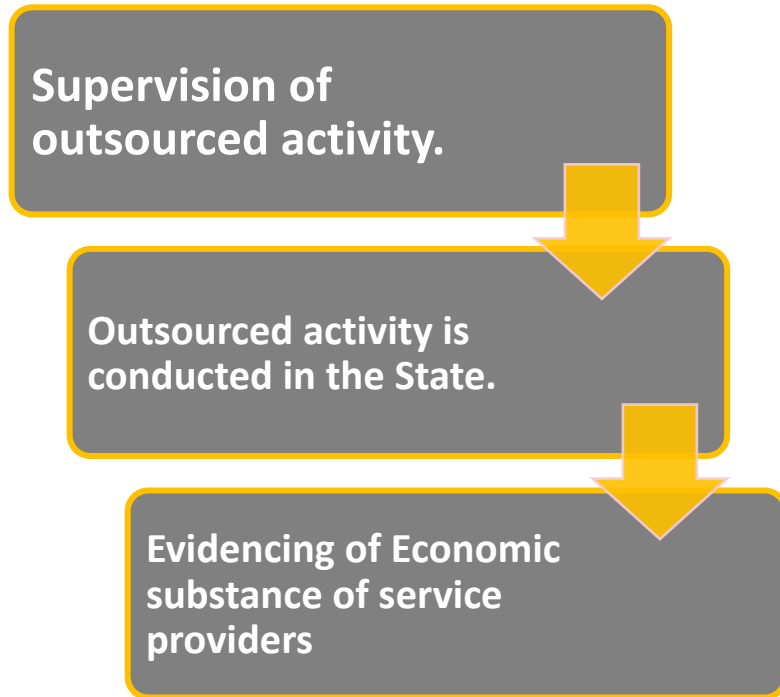 Supervision of
outsourced activity.
Outsourced activity is
conducted in the State.
Evidencing of Economic
substance of service
providers